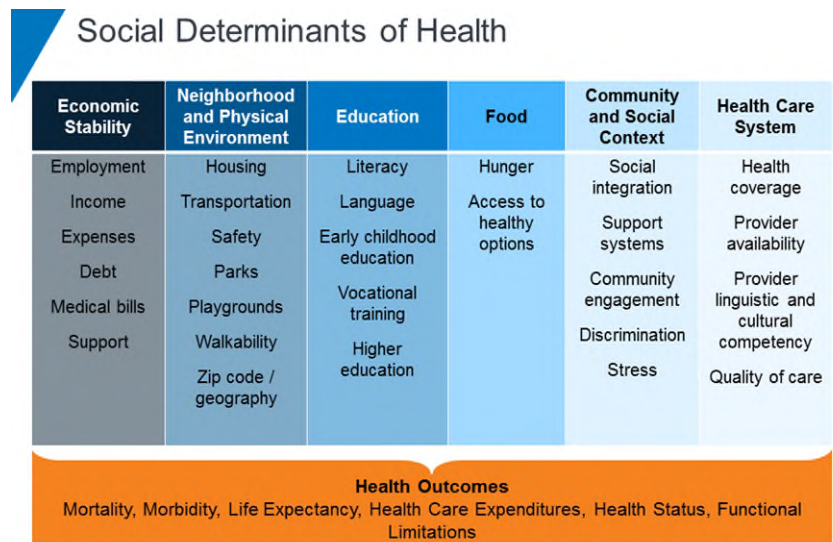 Social Determinants of Health
Economic
Stability
Neighborhood
and Physical
Environment
Education
Food
Community
and Social
Context
Health Care
System
Employment
Income
Expenses
Debt
Medical bills
Support
Housing
Transportation
Safety
Parks
Playgrounds
Walkability
Zip code /
geography
Literacy
Language
Early childhood
education
Vocational
training
Higher
education
Hunger
Access to
healthy
options
Social
integration
Support
systems
Community
engagement
Discrimination
Stress
Health
coverage
Provider
availability
Provider
linguistic and
cultural
competency
Quality of care
Health Outcomes
Mortality, Morbidity, Life Expectancy, Health Care Expenditures, Health Status, Functional
Limitations